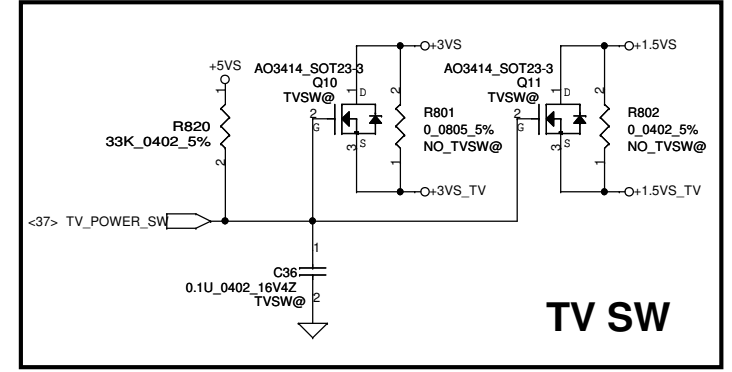 +5VS
1
R820
33K_0402_5%
2
<37> TV_POWER_SW
AO3414_SOT23-3
Q10
TVSW@
1
D
2
G
S
3
+3VS
2
R801
0_0805_5%
NO_TVSW@
1
+3VS_TV
AO3414_SOT23-3
Q11
TVSW@
1
D
2
G
S
3
+1.5VS
2
R802
0_0402_5%
NO_TVSW@
1
+1.5VS_TV
1
C36
0.1U_0402_16V4Z
TVSW@
2
TV SW